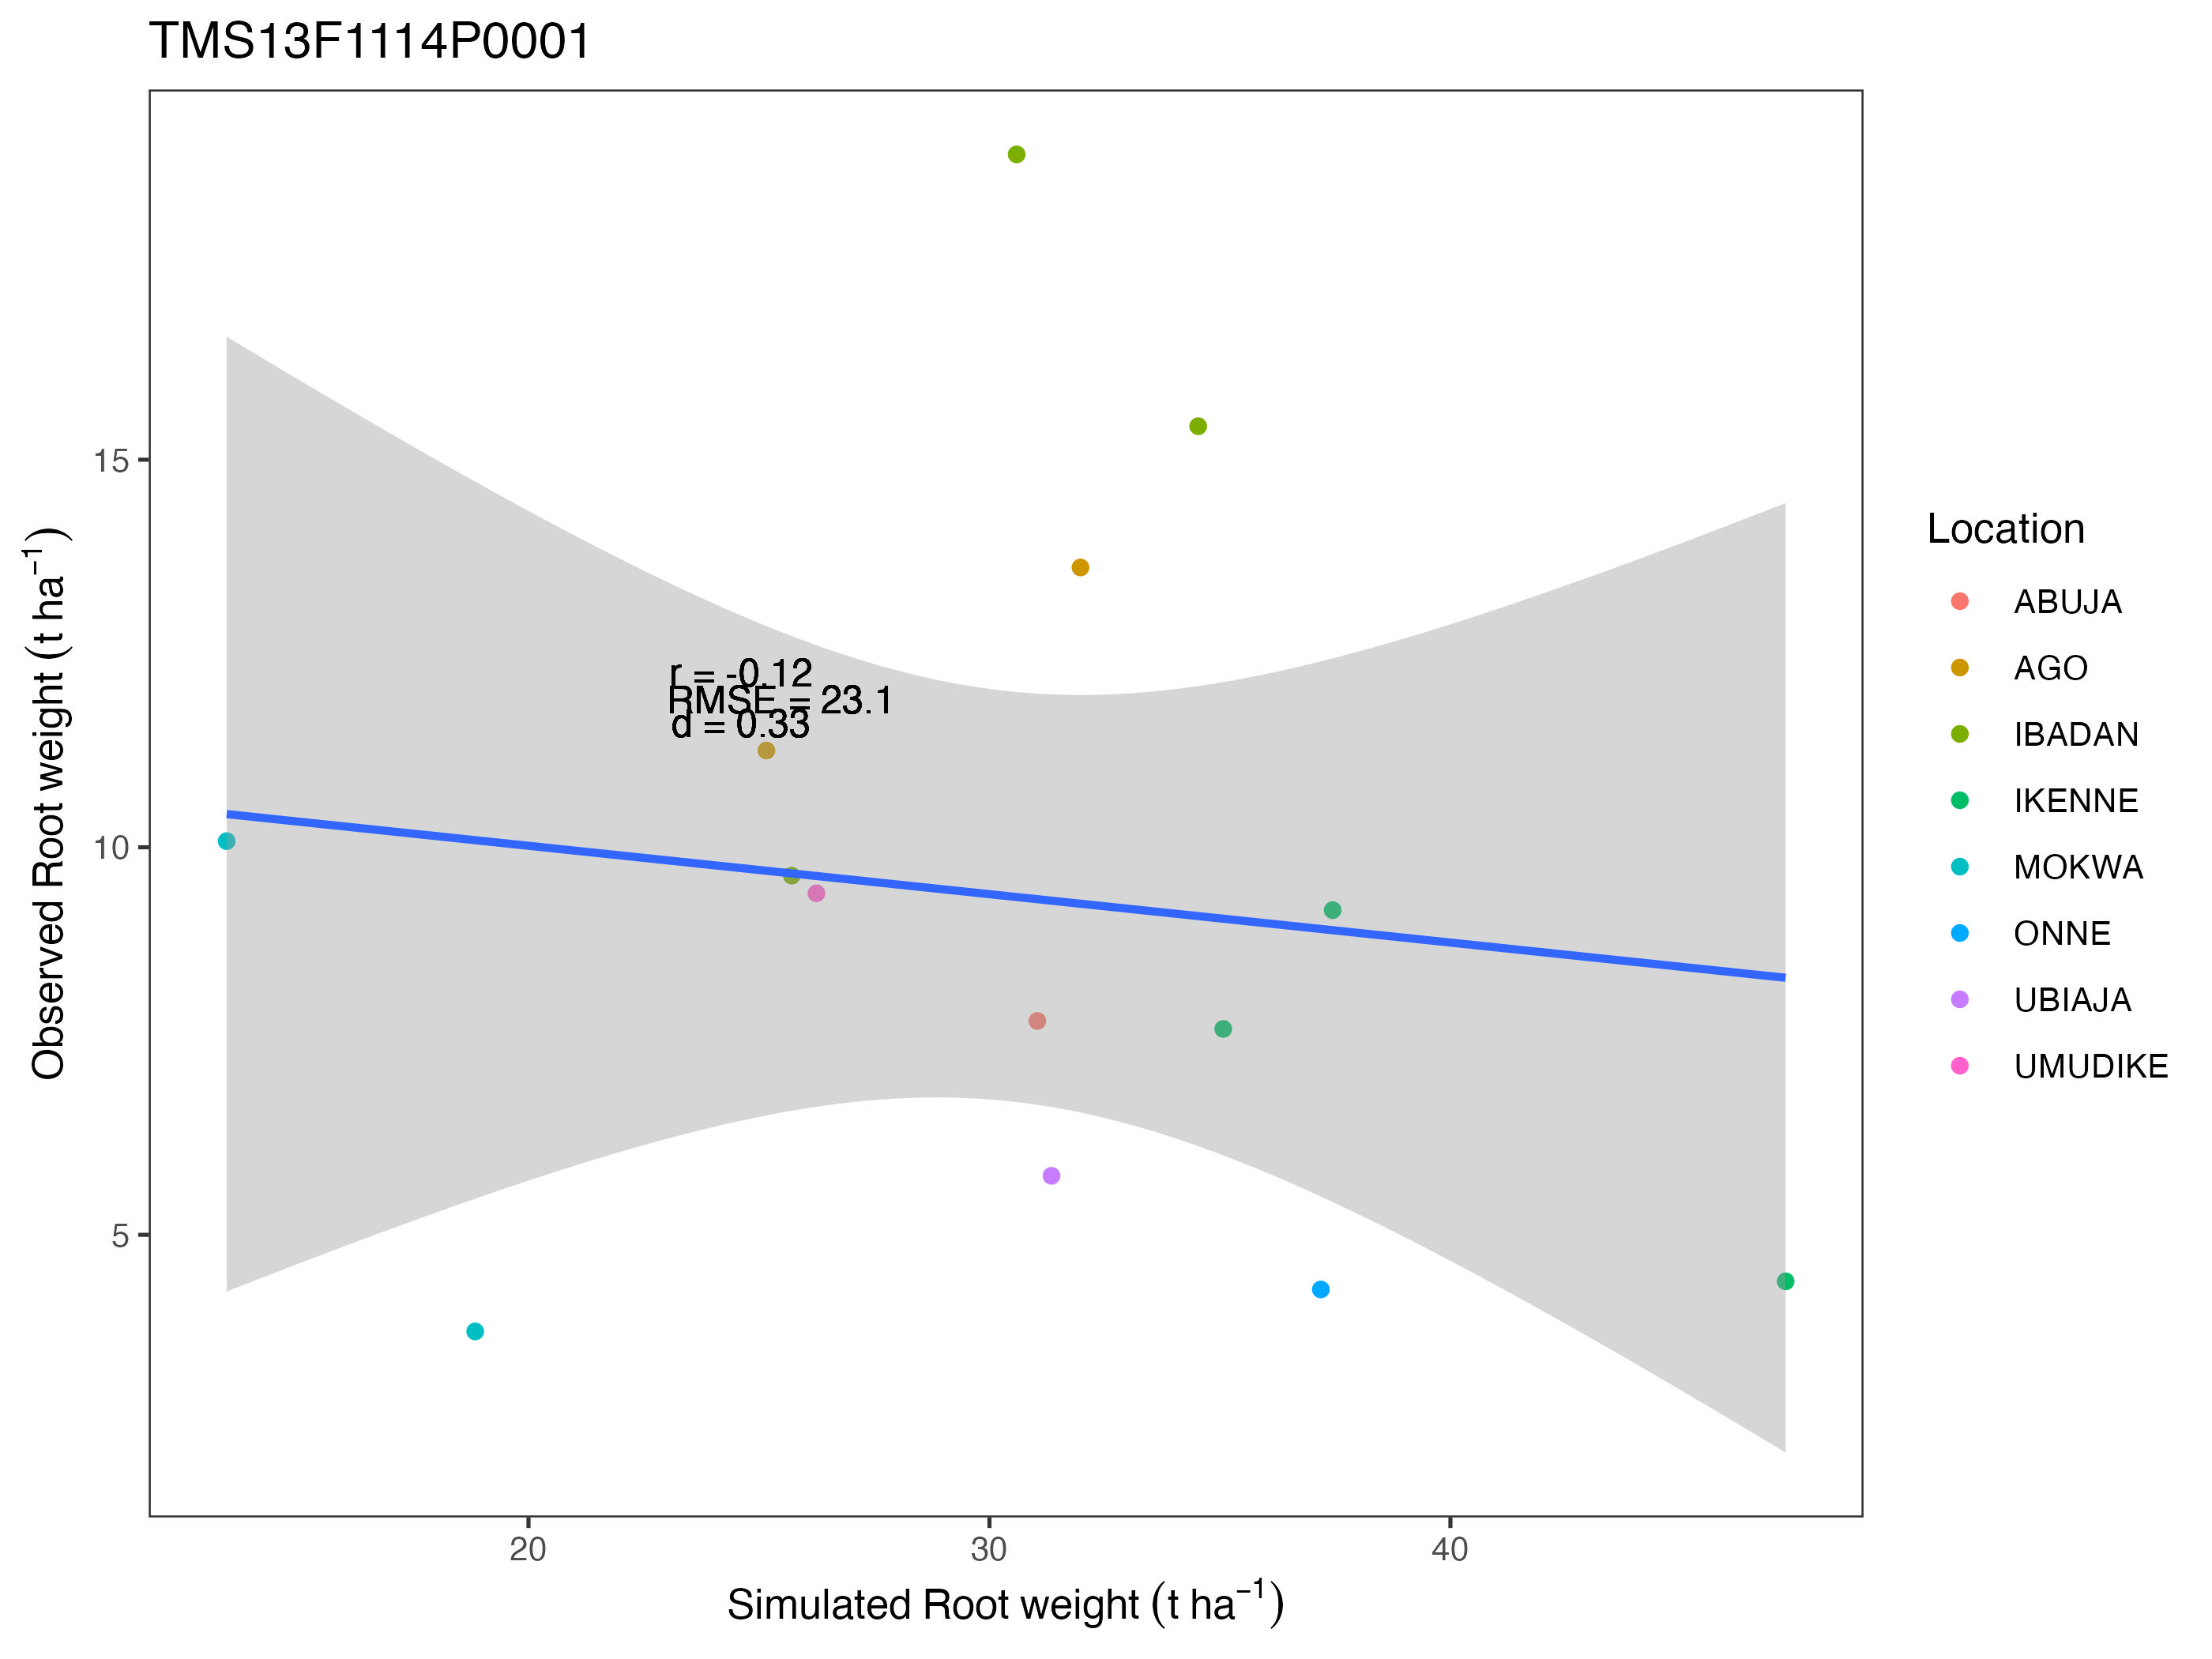 TMS13F1114P0001
Observed Root weight (t ha⁻¹)
15
10
5
r = -0.12
RMSE = 23.1
d = 0.33
20
30
40
Simulated Root weight (t ha⁻¹)
Location
ABUJA
AGO
IBADAN
IKENNE
MOKWA
ONNE
UBIAJA
UMUDIKE